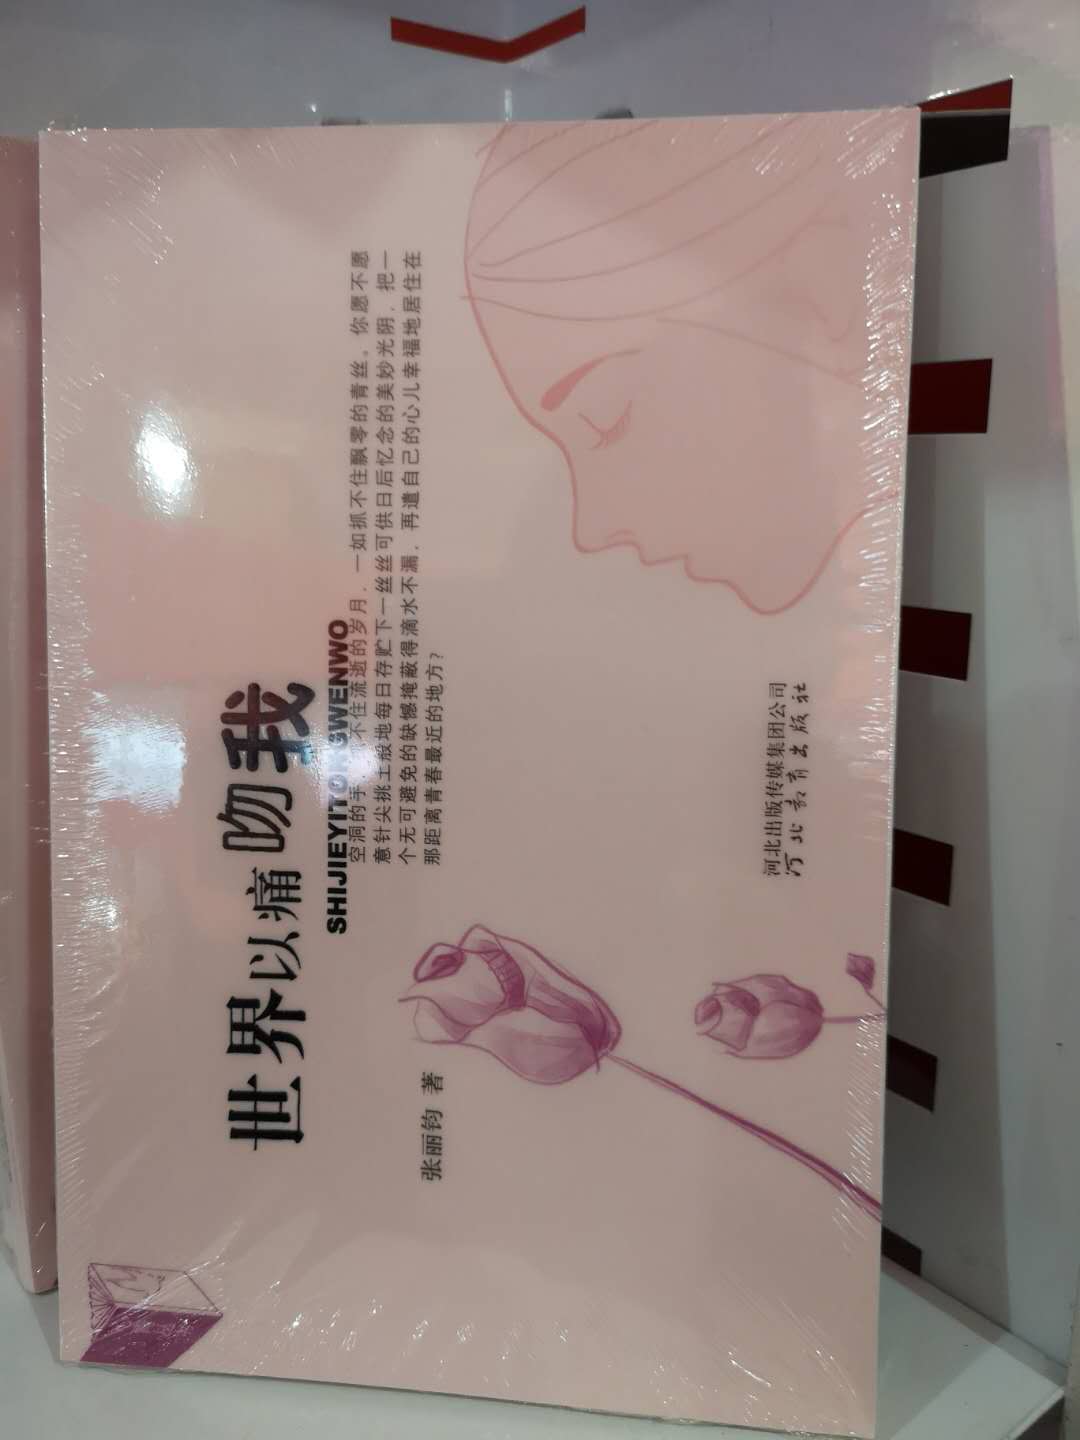 世界以痛吻我
SHIJIEYITONGWENWO
空洞的手 不住流逝的岁月，一如抓不住飘零的青丝。你愿不愿
意针尖挑土般地每日存贮下一丝丝可供日后忆念的美妙光阴，把一
个无可避免的缺憾掩蔽得滴水不漏，再遣自己的心儿幸福地居住在
那距离青春最近的地方？
张丽钧 著
河北出版传媒集团公司
河北教育出版社